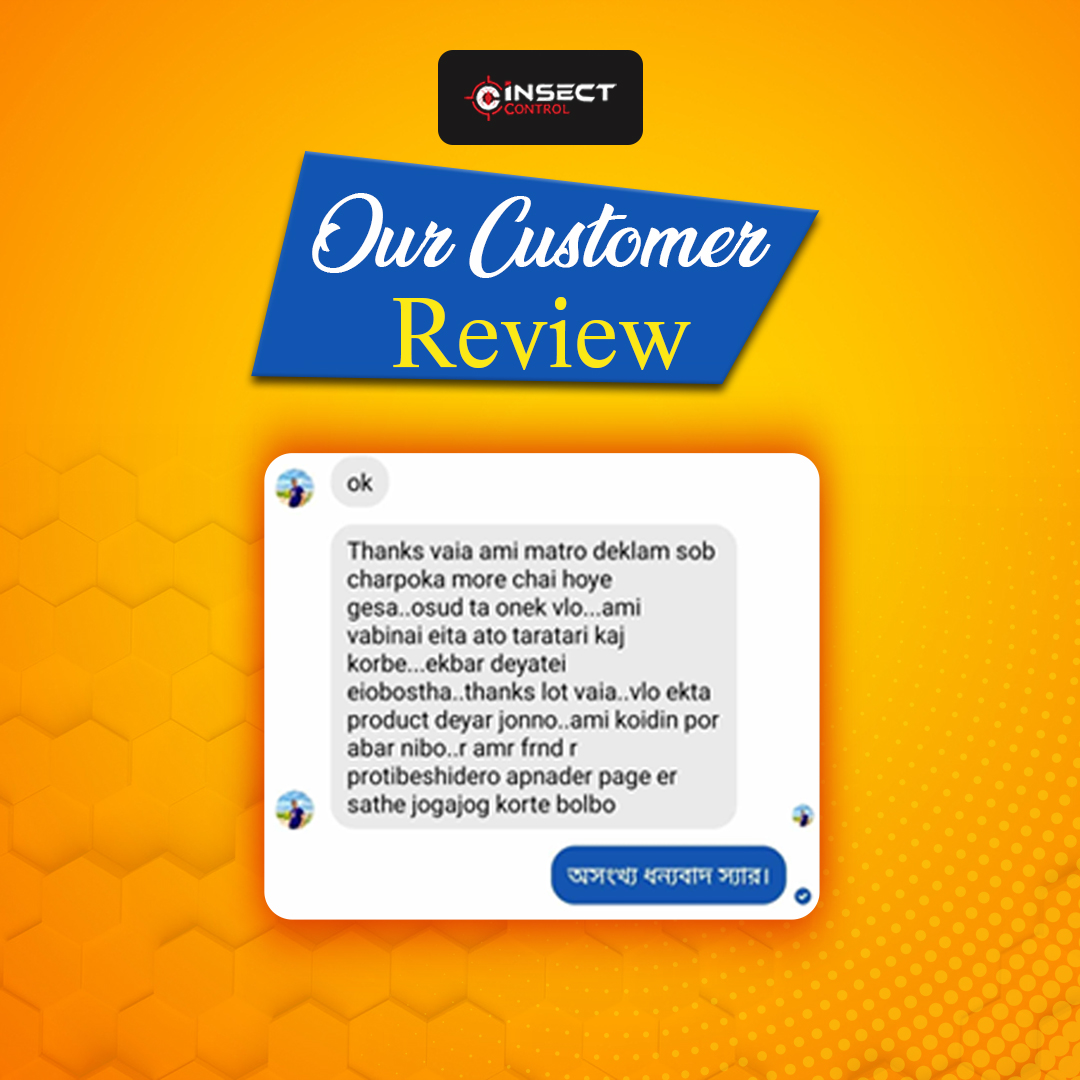 INSECT
CONTROL
Our Customer
Review
ok
Thanks vaia ami matro deklam sob
charpoka more chai hoye
gesa..osud ta onek vlo...ami
vabinai eita ato taratari kaj
korbe...ekbar deyatei
eiobostha..thanks lot vaia..vlo ekta
product deyar jonno..ami koidin por
abar nibo..r amr frnd r
protibeshidero apnader page er
sathe jogajog korte bolbo
অসংখ্য ধন্যবাদ স্যার।